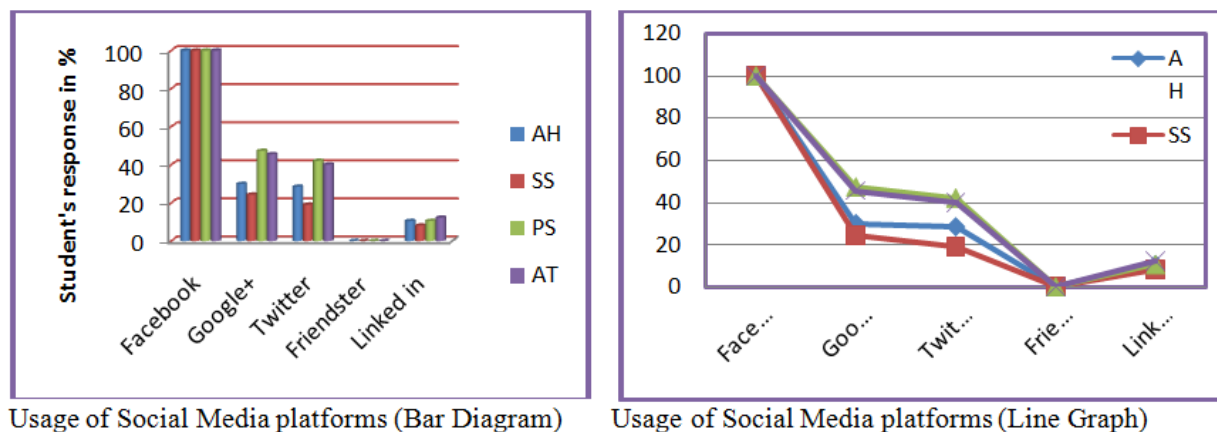 Student's response in %
100
80
60
40
20
0
Facebook
Google+
Twitter
Friendster
Linked in
AH
SS
PS
AT
Usage of Social Media platforms (Bar Diagram)
120
100
80
60
40
20
0
Face...
Goo...
Twit...
Frie...
Link...
A
H
SS
Usage of Social Media platforms (Line Graph)